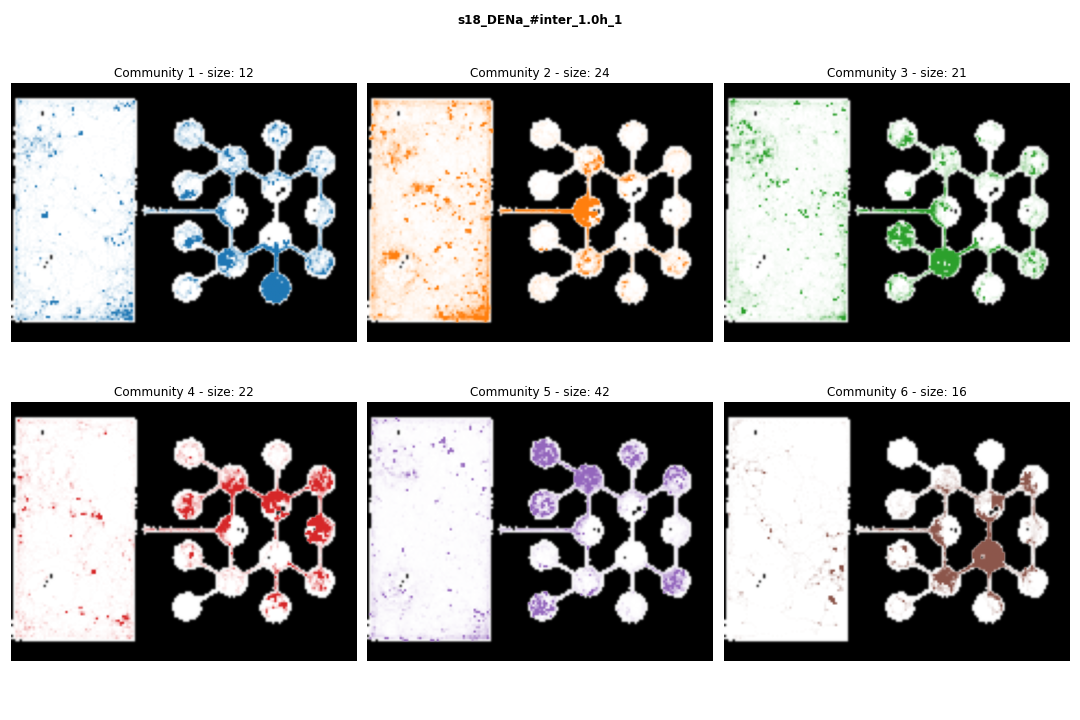 s18_DENa_#inter_1.0h_1
Community 1 - size: 12
Community 2 - size: 24
Community 3 - size: 21
Community 4 - size: 22
Community 5 - size: 42
Community 6 - size: 16